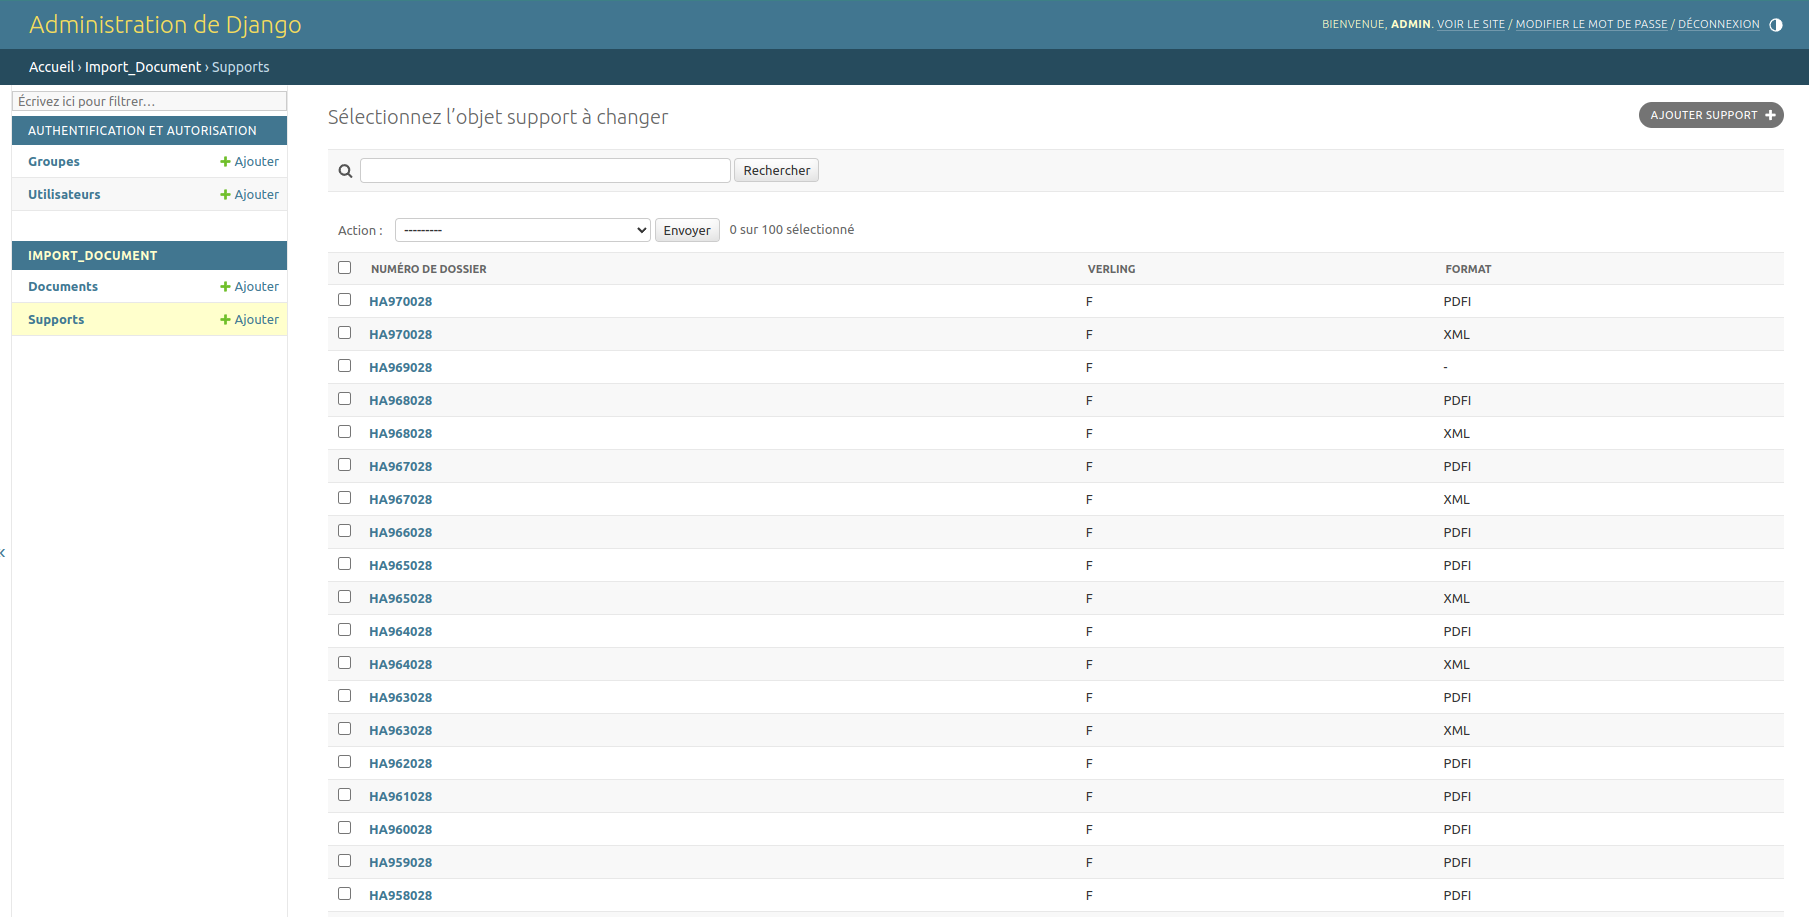 Administration de Django
BIENVENUE, ADMIN. VOIR LE SITE / MODIFIER LE MOT DE PASSE / DÉCONNEXION
Accueil › Import_Document › Supports
Écrivez ici pour filtrer…
AUTHENTIFICATION ET AUTORISATION
Groupes Ajouter
Utilisateurs Ajouter
IMPORT_DOCUMENT
Documents Ajouter
Supports Ajouter
Sélectionnez l’objet support à changer
AJOUTER SUPPORT
Rechercher
Action : --------- Envoyer 0 sur 100 sélectionné
NUMÉRO DE DOSSIER VERLING FORMAT
HA970028 F PDFI
HA970028 F XML
HA969028 F -
HA968028 F PDFI
HA968028 F XML
HA967028 F PDFI
HA967028 F XML
HA966028 F PDFI
HA965028 F PDFI
HA965028 F XML
HA964028 F PDFI
HA964028 F XML
HA963028 F PDFI
HA963028 F XML
HA962028 F PDFI
HA961028 F PDFI
HA960028 F PDFI
HA959028 F PDFI
HA958028 F PDFI